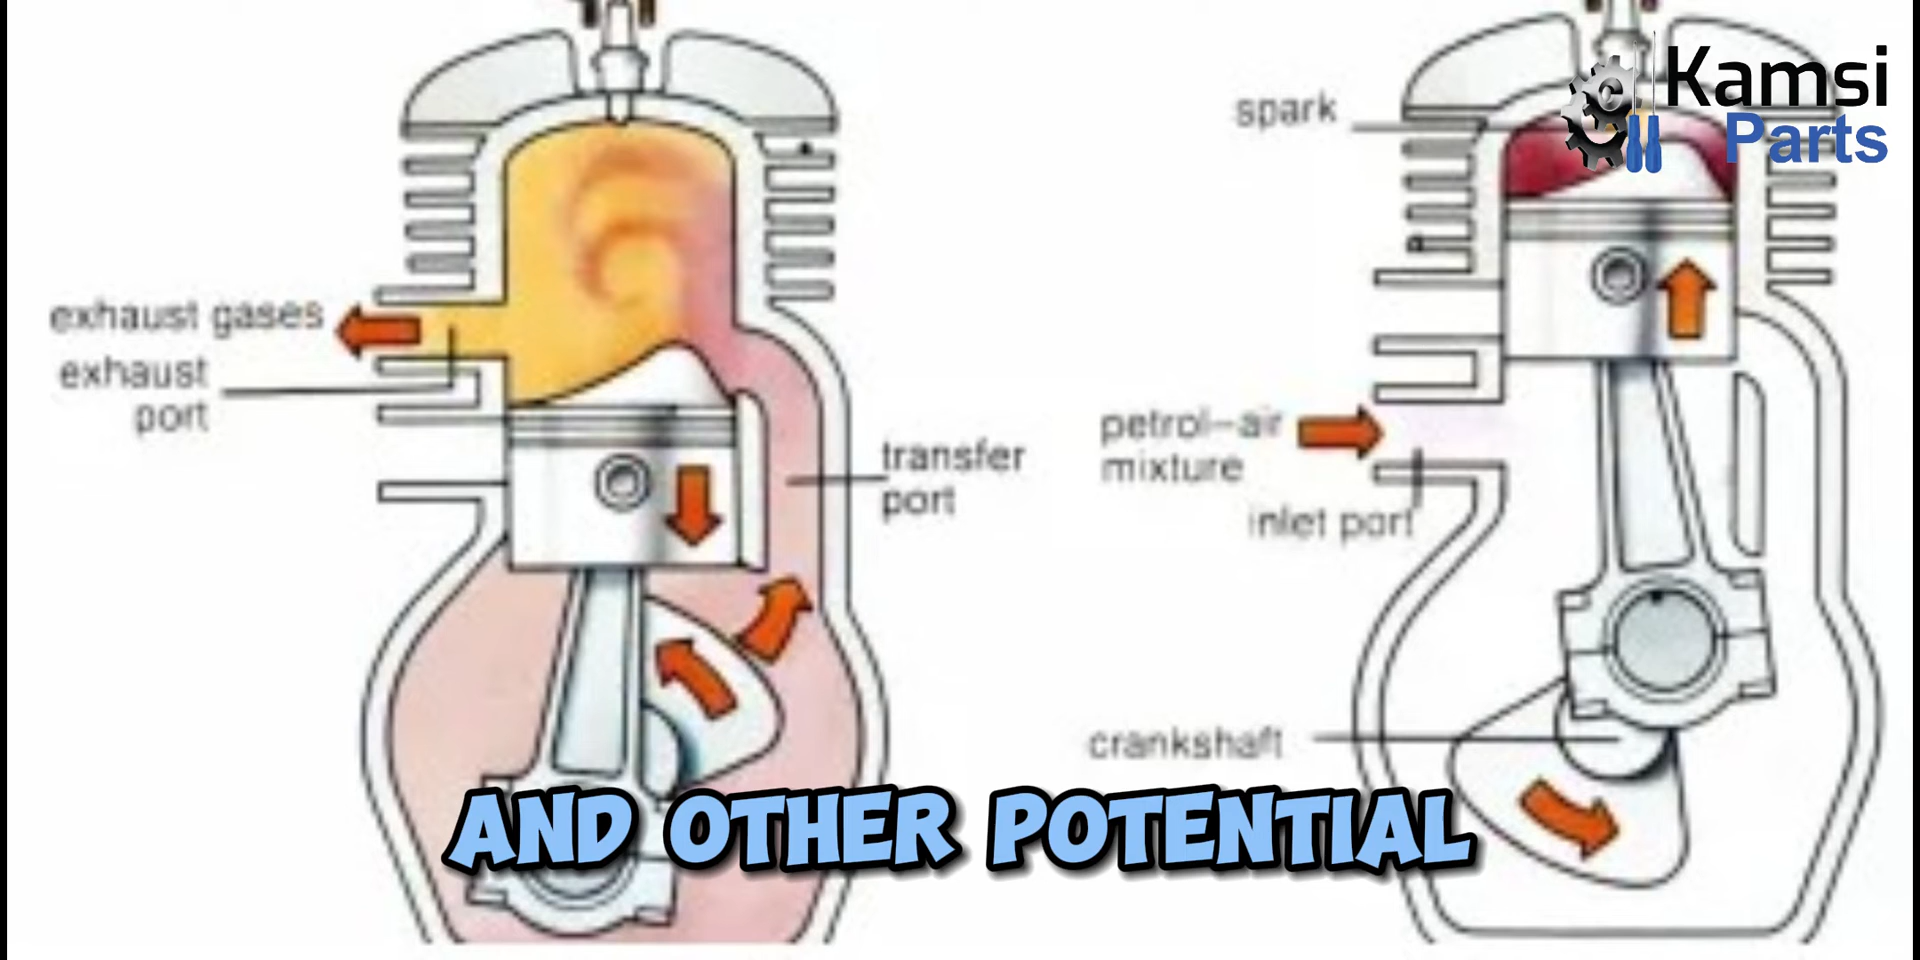 exhaust gases
exhaust
port
transfer
port
spark
petrol-air
mixture
inlet port
crankshaft
Kamsi
Parts
AND OTHER POTENTIAL